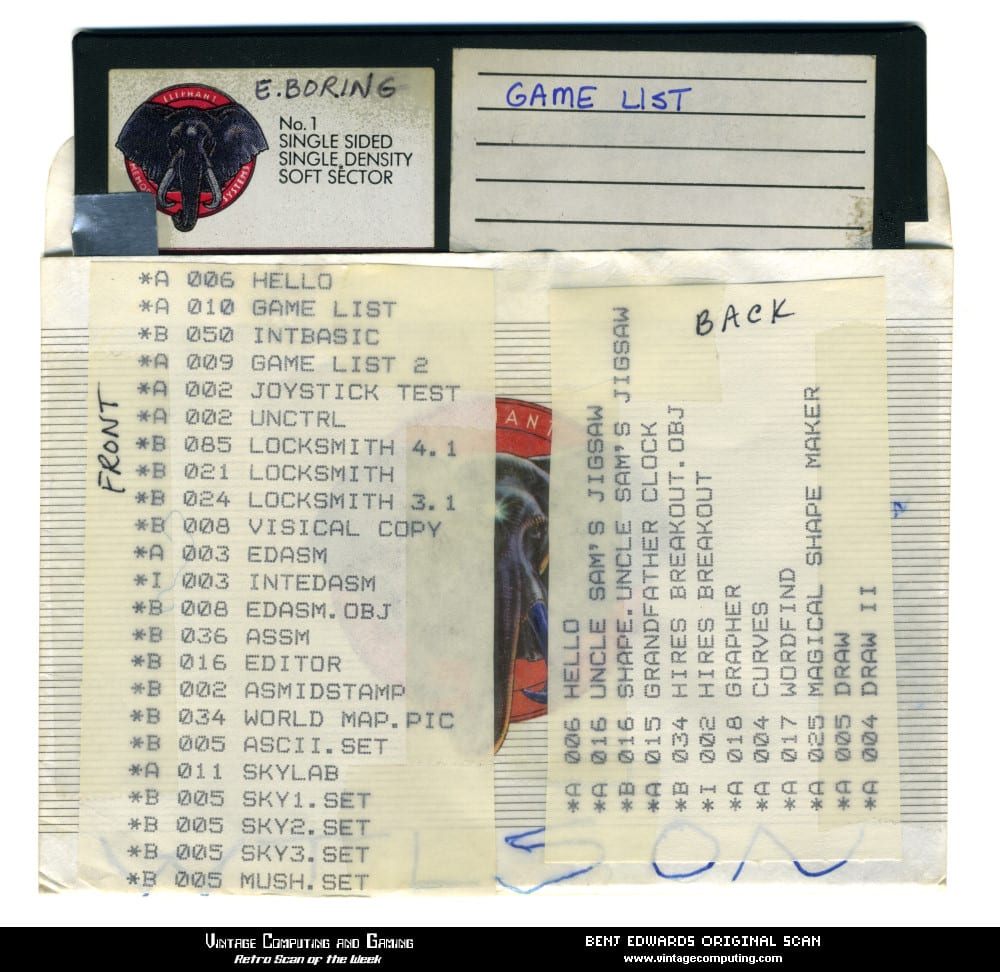 E. BORING
ELEPHANT
MEMORY SYSTEMS
No. 1
SINGLE SIDED
SINGLE DENSITY
SOFT SECTOR
GAME LIST
FRONT
*A 006 HELLO
*A 010 GAME LIST
*B 050 INTBASIC
*A 009 GAME LIST 2
*A 002 JOYSTICK TEST
*A 002 UNCTRL
*B 085 LOCKSMITH 4.1
*B 021 LOCKSMITH
*B 024 LOCKSMITH 3.1
*B 008 VISICAL COPY
*A 003 EDASM
*I 003 INTEDASM
*B 008 EDASM.OBJ
*B 036 ASSM
*B 016 EDITOR
*B 002 ASMIDSTAMP
*B 034 WORLD MAP.PIC
*B 005 ASCII.SET
*A 011 SKYLAB
*B 005 SKY1.SET
*B 005 SKY2.SET
*B 005 SKY3.SET
*B 005 MUSH.SET
ANT
BACK
*A 006 HELLO
*A 016 UNCLE SAM'S JIGSAW
*B 016 SHAPE.UNCLE SAM'S JIGSAW
*A 015 GRANDFATHER CLOCK
*B 034 HIRES BREAKOUT.OBJ
*I 002 HIRES BREAKOUT
*A 018 GRAPHER
*A 004 CURVES
*A 017 WORDFIND
*A 025 MAGICAL SHAPE MAKER
*A 005 DRAW
*A 004 DRAW II
VINTAGE COMPUTING AND GAMING
Retro Scan of the Week
BENT EDWARDS ORIGINAL SCAN
www.vintagecomputing.com